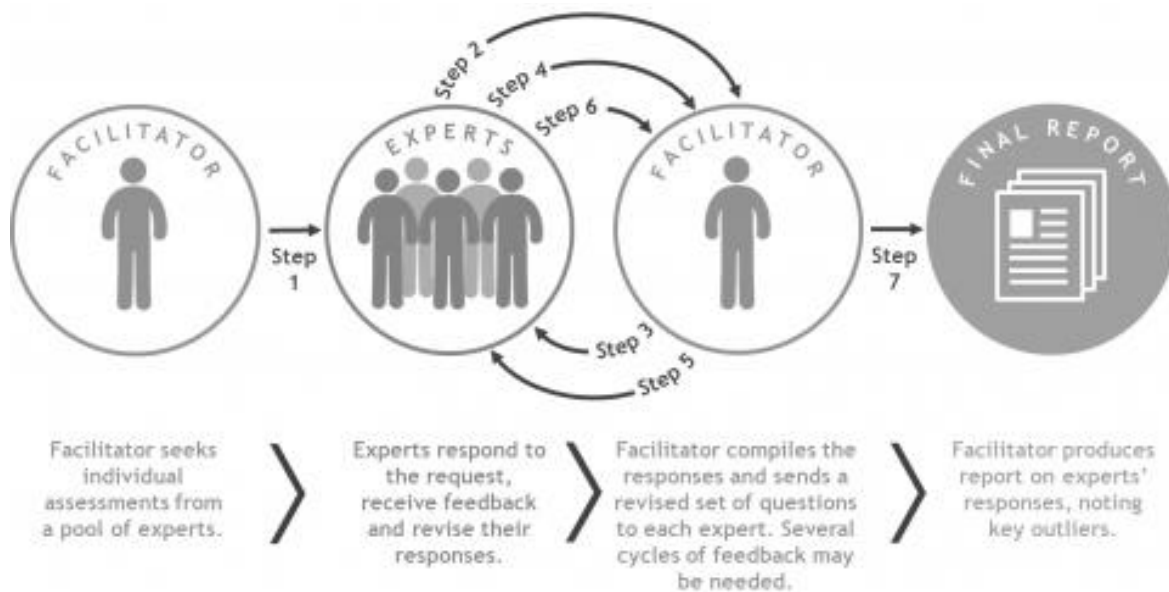 Step 2
Step 4
Step 6
FACILITATOR
EXPERTS
FACILITATOR
FINAL REPORT
Step
1
Step
7
Step 3
Step 5
Facilitator seeks
individual
assessments from
a pool of experts.
Experts respond to
the request,
receive feedback
and revise their
responses.
Facilitator compiles the
responses and sends a
revised set of questions
to each expert. Several
cycles of feedback may
be needed.
Facilitator produces
report on experts'
responses, noting
key outliers.